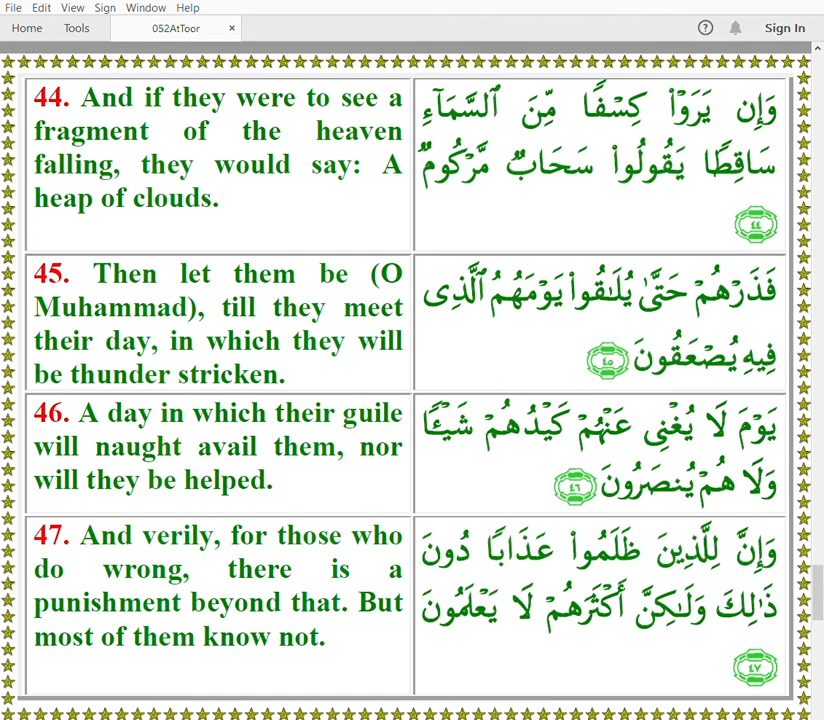 File Edit View Sign Window Help
Home Tools 052AtToor × ? Sign In
44. And if they were to see a
fragment of the heaven
falling, they would say: A
heap of clouds.
وَإِن يَرَوْا۟ كِسْفًا مِّنَ ٱلسَّمَآءِ
سَاقِطًا يَقُولُوا۟ سَحَابٌ مَّرْكُومٌ
٤٤
45. Then let them be (O
Muhammad), till they meet
their day, in which they will
be thunder stricken.
فَذَرْهُمْ حَتَّىٰ يُلَـٰقُوا۟ يَوْمَهُمُ ٱلَّذِى
فِيهِ يُصْعَقُونَ ٤٥
46. A day in which their guile
will naught avail them, nor
will they be helped.
يَوْمَ لَا يُغْنِى عَنْهُمْ كَيْدُهُمْ شَيْـًٔا
وَلَا هُمْ يُنصَرُونَ ٤٦
47. And verily, for those who
do wrong, there is a
punishment beyond that. But
most of them know not.
وَإِنَّ لِلَّذِينَ ظَلَمُوا۟ عَذَابًا دُونَ
ذَٰلِكَ وَلَـٰكِنَّ أَكْثَرَهُمْ لَا يَعْلَمُونَ
٤٧